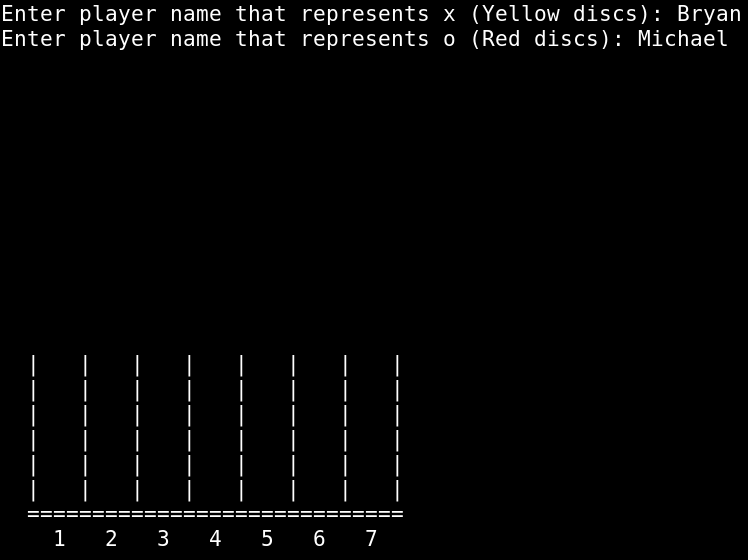 Enter player name that represents x (Yellow discs): Bryan
Enter player name that represents o (Red discs): Michael
|   |   |   |   |   |   |   |
|   |   |   |   |   |   |   |
|   |   |   |   |   |   |   |
|   |   |   |   |   |   |   |
|   |   |   |   |   |   |   |
|   |   |   |   |   |   |   |
=============================
1   2   3   4   5   6   7